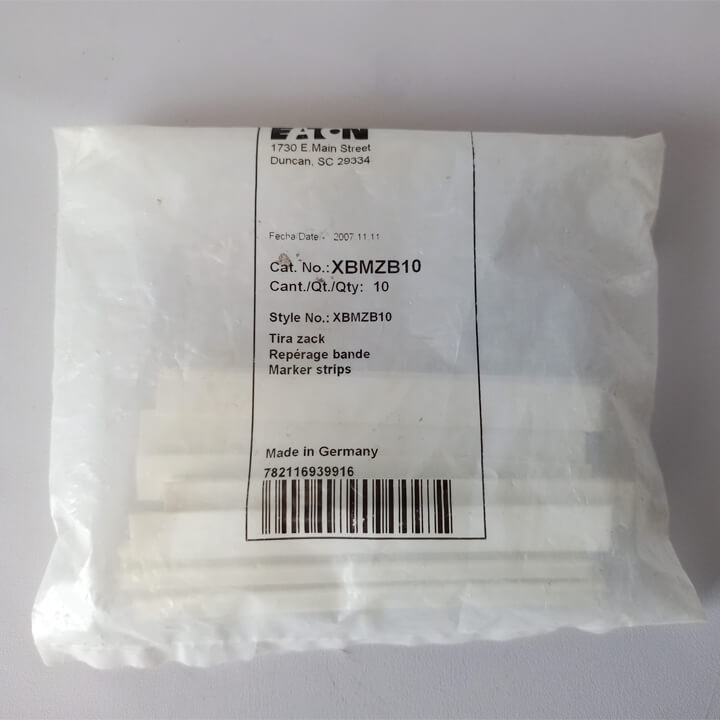 EATON
1730 E.Main Street
Duncan, SC 29334
Fecha/Date: 2007.11.11
Cat. No.: XBMZB10
Cant./Qt./Qty: 10
Style No.: XBMZB10
Tira zack
Repérage bande
Marker strips
Made in Germany
782116939916